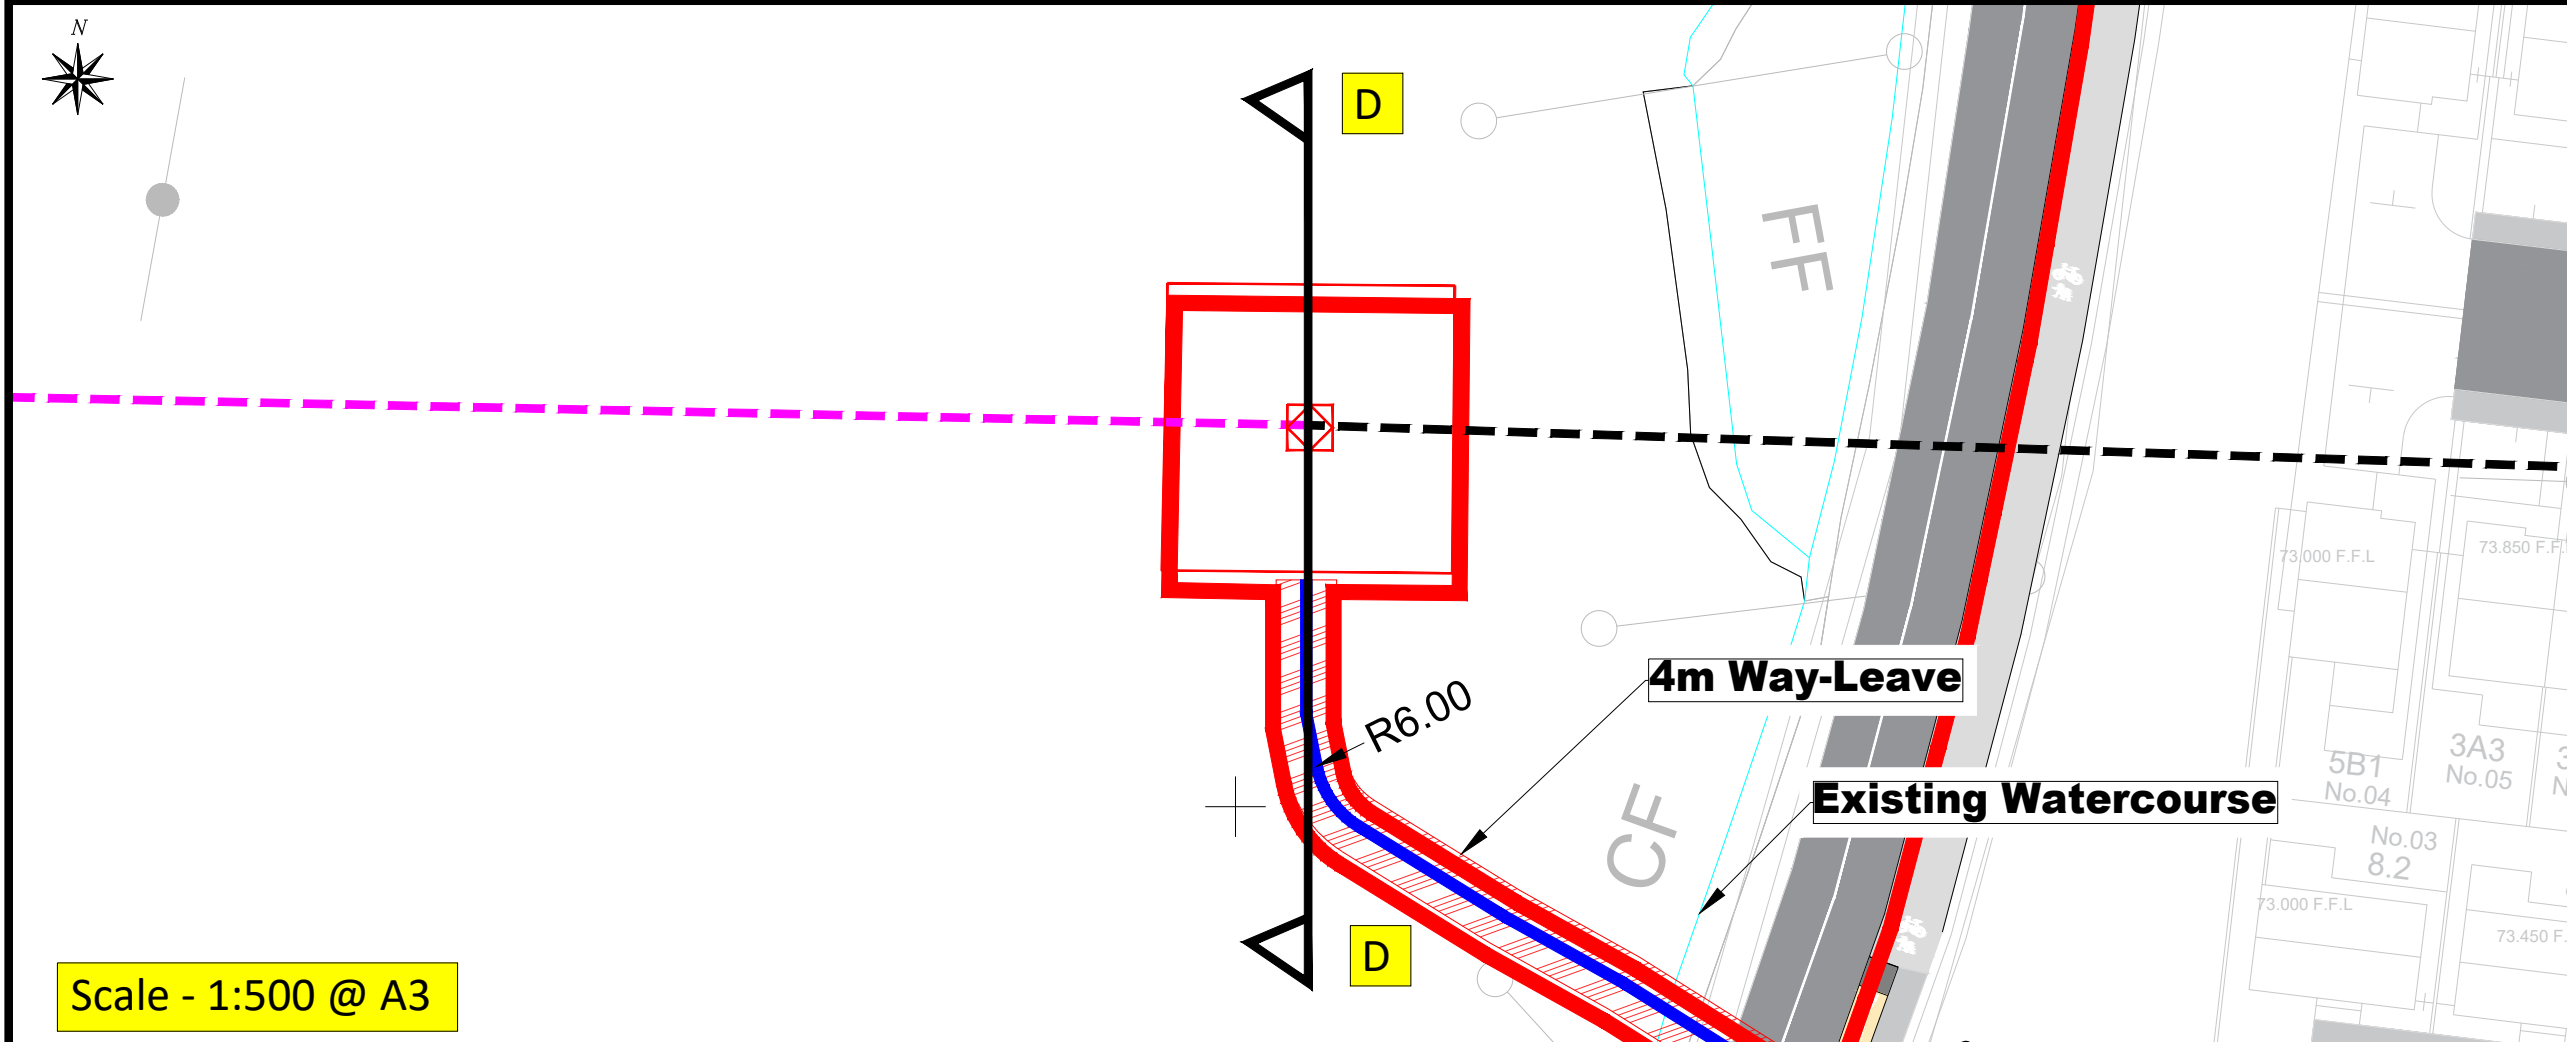 N
D
FF
73.000 F.F.L
73.850 F.F.
4m Way-Leave
R6.00
3A3
No.05
5B1
No.04
Existing Watercourse
CF
No.03
8.2
73.000 F.F.L
73.450 F.
D
Scale - 1:500 @ A3